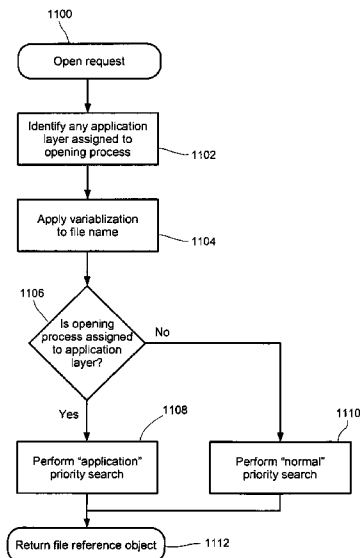 1100
Open request
Identify any application
layer assigned to
opening process
1102
Apply variablization
to file name
1104
1106
Is opening
process assigned
to application
layer?
No
Yes
1108
Perform "application"
priority search
1110
Perform "normal"
priority search
Return file reference object
1112